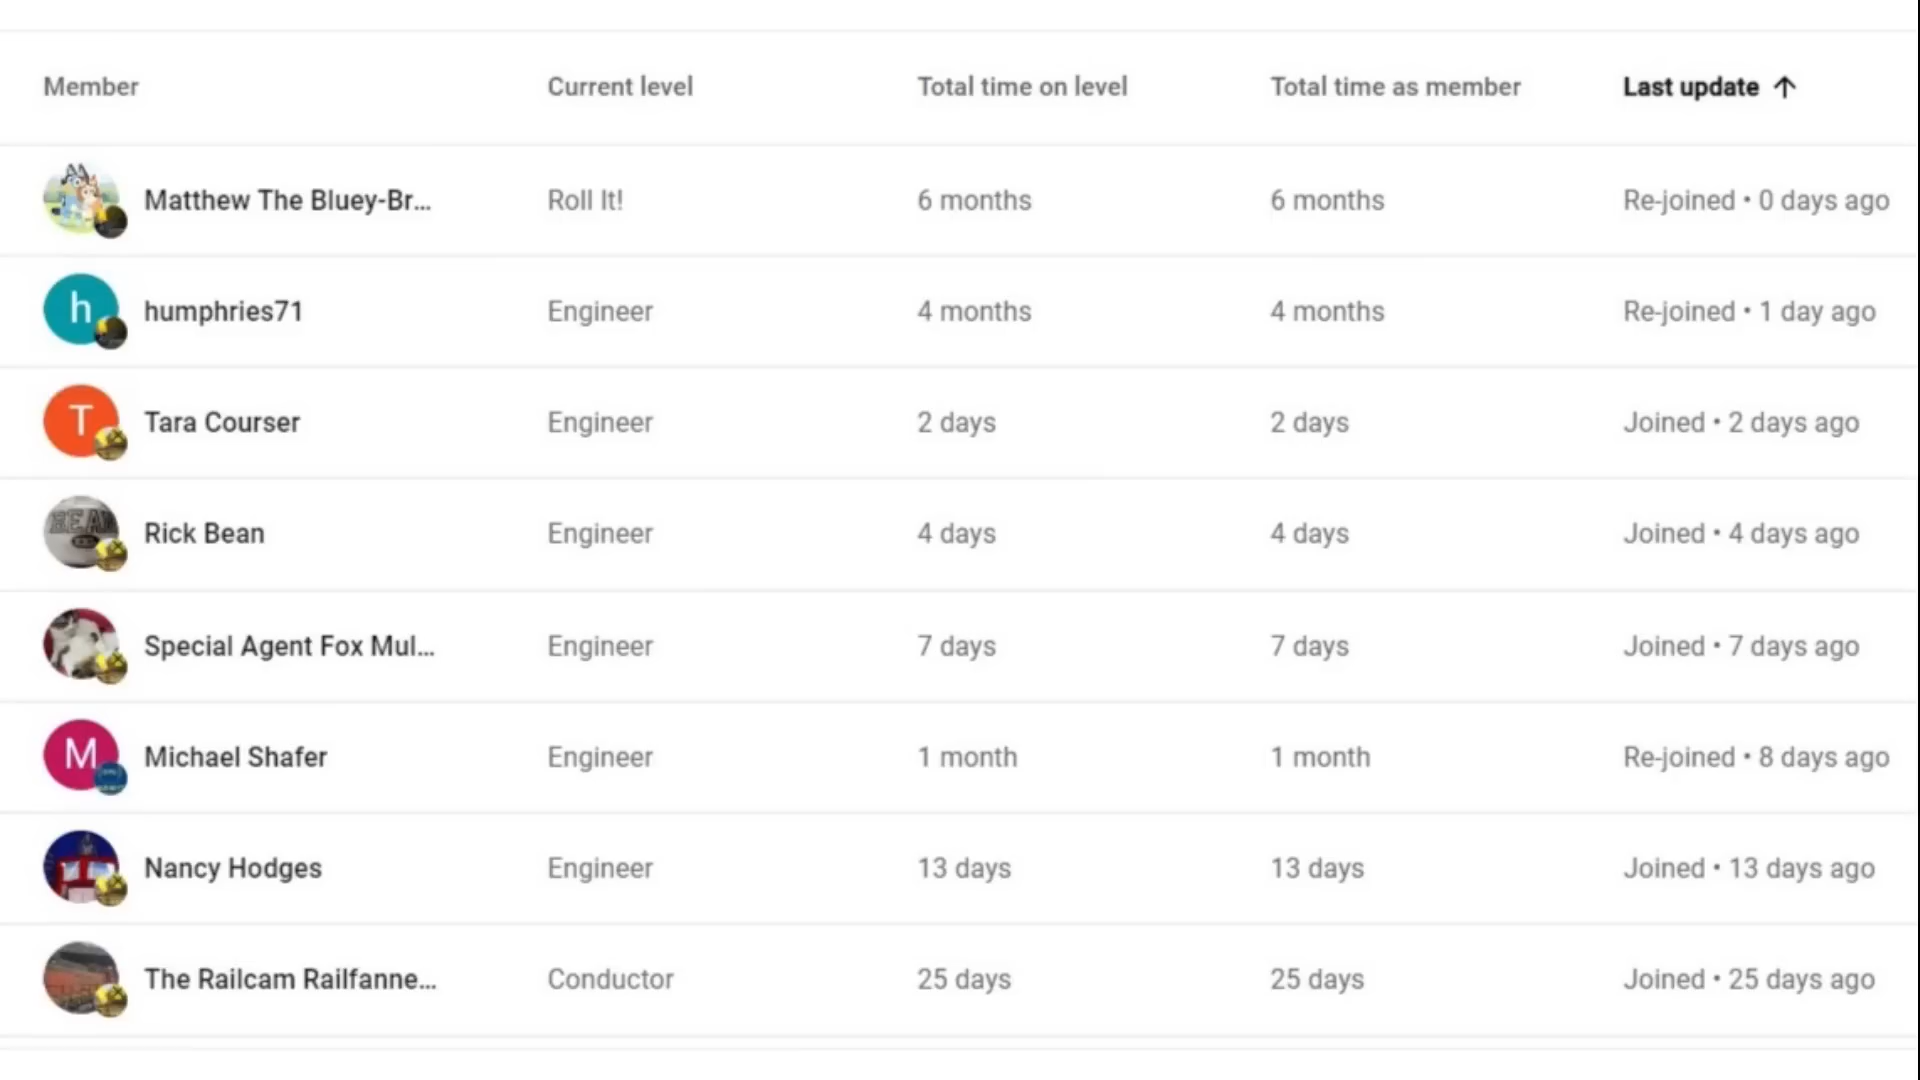 Member Current level Total time on level Total time as member Last update ↑
Matthew The Bluey-Br... Roll It! 6 months 6 months Re-joined • 0 days ago
h humphries71 Engineer 4 months 4 months Re-joined • 1 day ago
T Tara Courser Engineer 2 days 2 days Joined • 2 days ago
Rick Bean Engineer 4 days 4 days Joined • 4 days ago
Special Agent Fox Mul... Engineer 7 days 7 days Joined • 7 days ago
M Michael Shafer Engineer 1 month 1 month Re-joined • 8 days ago
Nancy Hodges Engineer 13 days 13 days Joined • 13 days ago
The Railcam Railfanne... Conductor 25 days 25 days Joined • 25 days ago